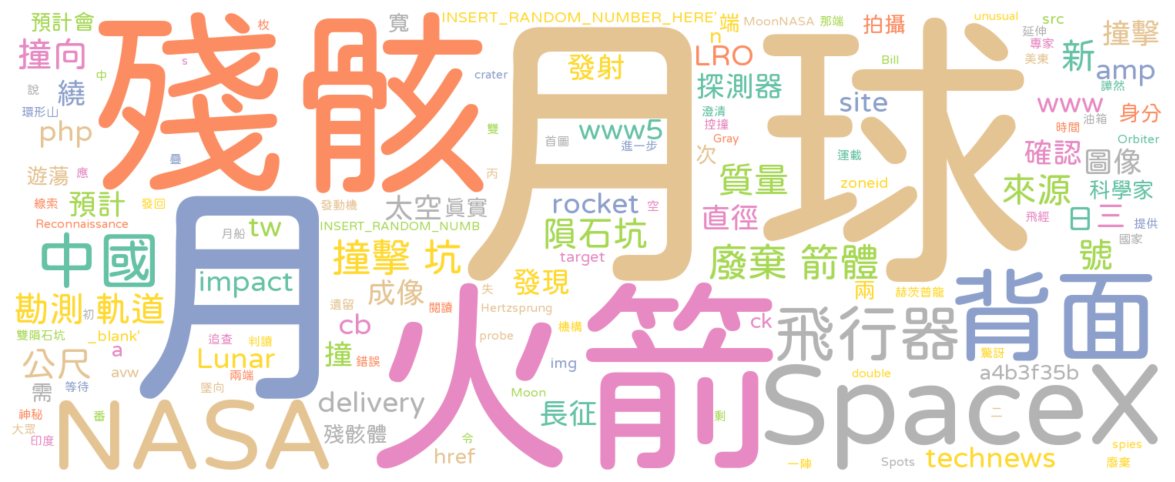 預計會
枚
寬
INSERT_RANDOM_NUMBER_HERE'
端
MoonNASA
那端
拍攝
unusual
src
延伸
專家
美東
撞擊
撞向
殘骸
月球
n
LRO
新
amp
中
s
crater
發射
探測器
Bill
譁然
說
繞
環形山
澄清
控撞
site
www
油箱
身分
時間
php
雙
首圖
www5
進一步
Gray
次
運載
確認
圖像
Orbiter
疊
遊蕩
應
丙
質量
zoneid
來源
科學家
線索
預計
發回
發動機
太空
真實
rocket
空
直徑
飛經
日
三
提供
Reconnaissance
月船
tw
INSERT_RANDOM_NUMB
隕石坑
target
國家
中國
月
撞擊 坑
廢棄 箭體
號
impact
成像
發現
兩
赫茨普龍
背面
勘測
初
軌道
遺留
閱讀
失
Hertzsprung
雙隕石坑
_blank'
追查
判讀
cb
機構
ck
飛行器
驚訝
a
Lunar
撞
錯誤
probe
火箭
公尺
avw
兩端
img
double
a4b3f35b
需
等待
墜向
Moon
SpaceX
神秘
番
NASA
delivery
長征
剩
二
大眾
印度
殘骸體
令
href
一陣
Spots
technews
spies
廢棄